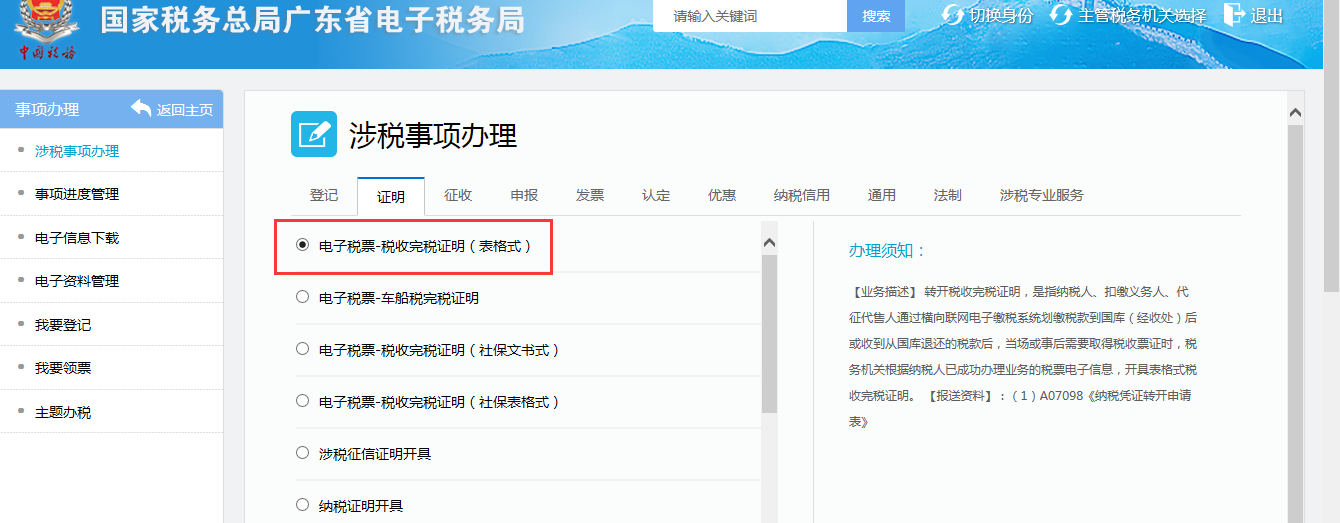 国家税务总局广东省电子税务局
中国税务
请输入关键词
搜索
切换身份
主管税务机关选择
退出
事项办理
返回主页
涉税事项办理
事项进度管理
电子信息下载
电子资料管理
我要登记
我要领票
主题办税
涉税事项办理
登记 证明 征收 申报 发票 认定 优惠 纳税信用 通用 法制 涉税专业服务
电子税票-税收完税证明（表格式）
电子税票-车船税完税证明
电子税票-税收完税证明（社保文书式）
电子税票-税收完税证明（社保表格式）
涉税征信证明开具
纳税证明开具
办理须知：
【业务描述】 转开税收完税证明，是指纳税人、扣缴义务人、代
征代售人通过横向联网电子缴税系统划缴税款到国库（经收处）后
或收到从国库退还的税款后，当场或事后需要取得税收票证时，税
务机关根据纳税人已成功办理业务的税票电子信息，开具表格式税
收完税证明。 【报送资料】：（1）A07098《纳税凭证转开申请
表》